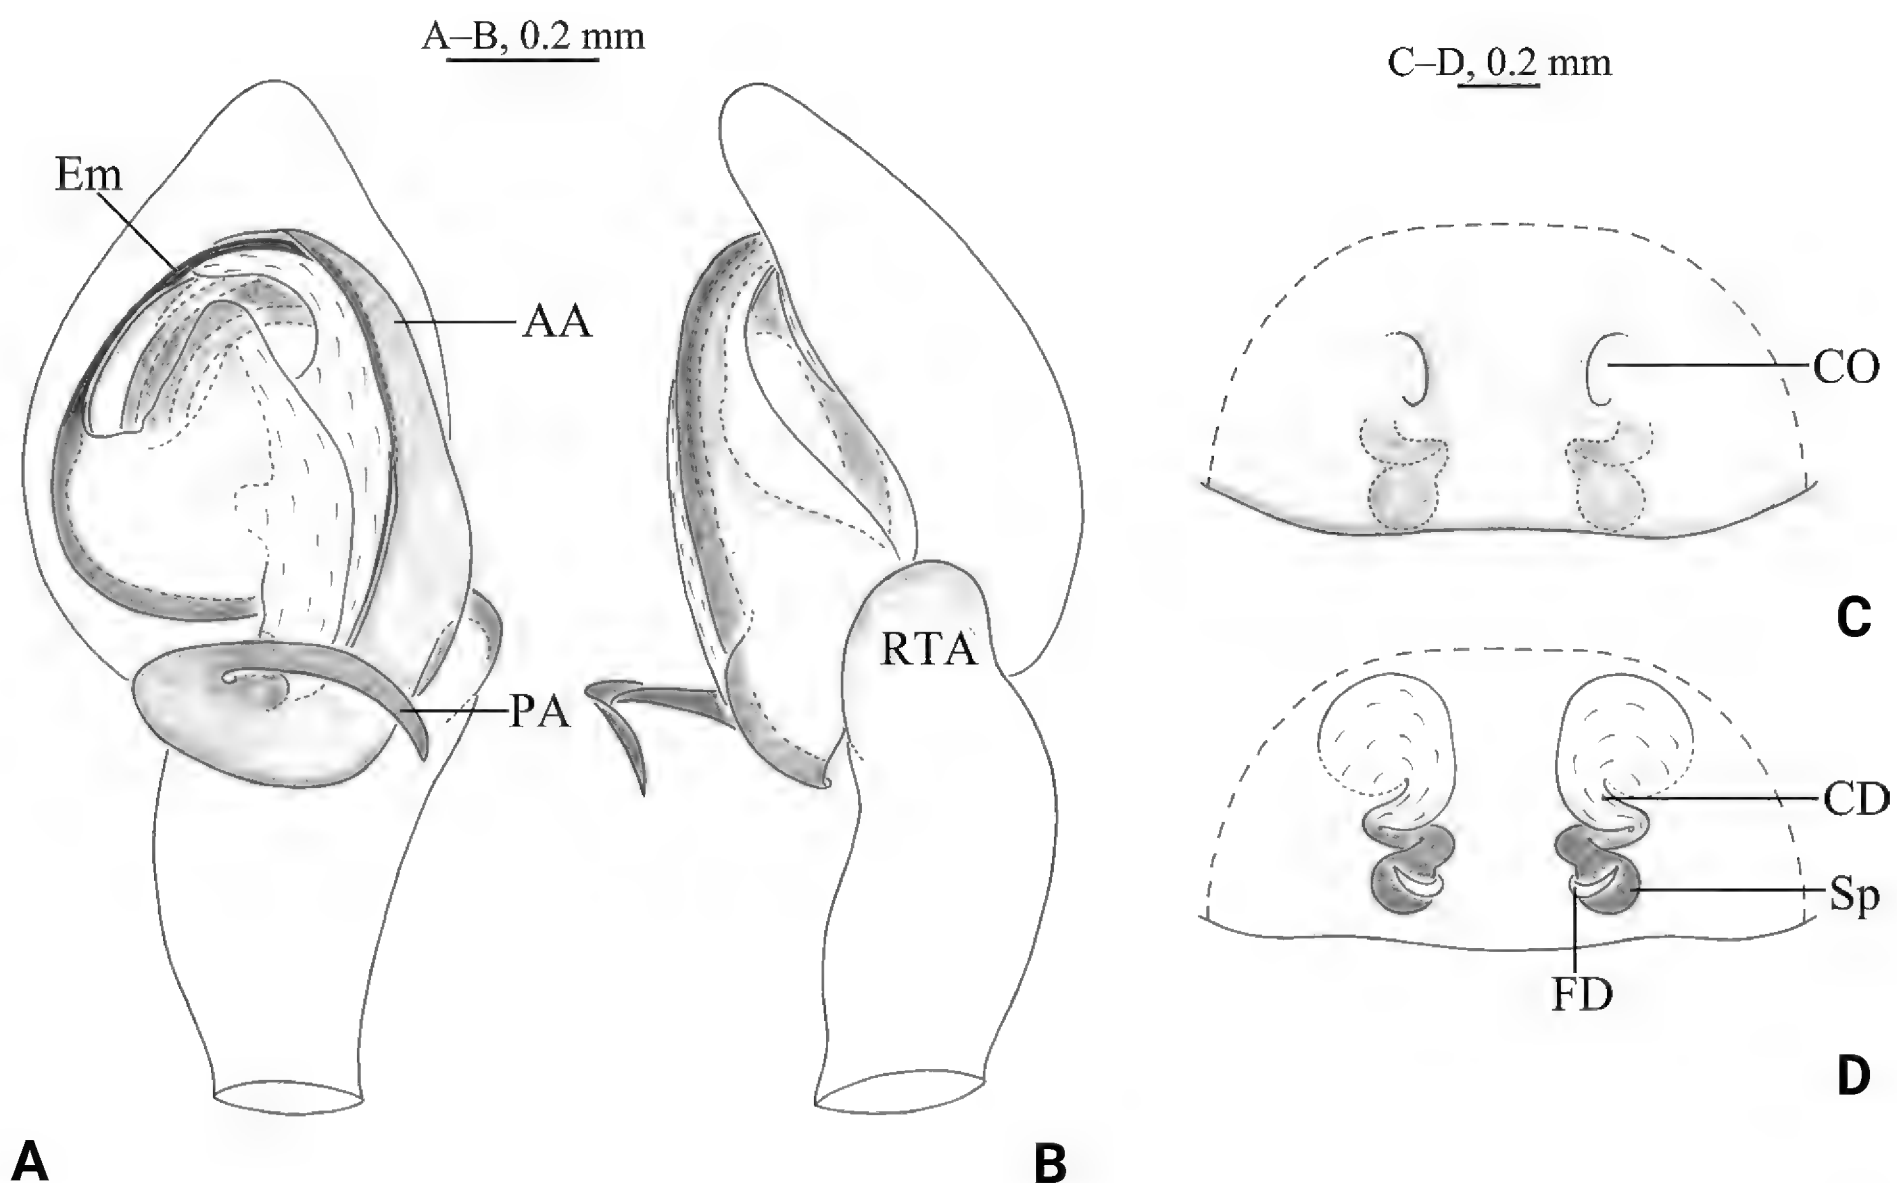 A–B, 0.2 mm
C–D, 0.2 mm
Em
AA
CO
C
RTA
PA
CD
Sp
FD
D
A
B